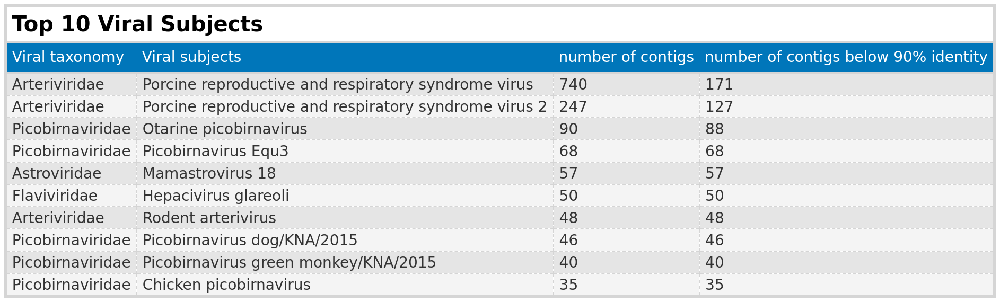 Top 10 Viral Subjects
Viral taxonomy Viral subjects number of contigs number of contigs below 90% identity
Arteriviridae Porcine reproductive and respiratory syndrome virus 740 171
Arteriviridae Porcine reproductive and respiratory syndrome virus 2 247 127
Picobirnaviridae Otarine picobirnavirus 90 88
Picobirnaviridae Picobirnavirus Equ3 68 68
Astroviridae Mamastrovirus 18 57 57
Flaviviridae Hepacivirus glareoli 50 50
Arteriviridae Rodent arterivirus 48 48
Picobirnaviridae Picobirnavirus dog/KNA/2015 46 46
Picobirnaviridae Picobirnavirus green monkey/KNA/2015 40 40
Picobirnaviridae Chicken picobirnavirus 35 35